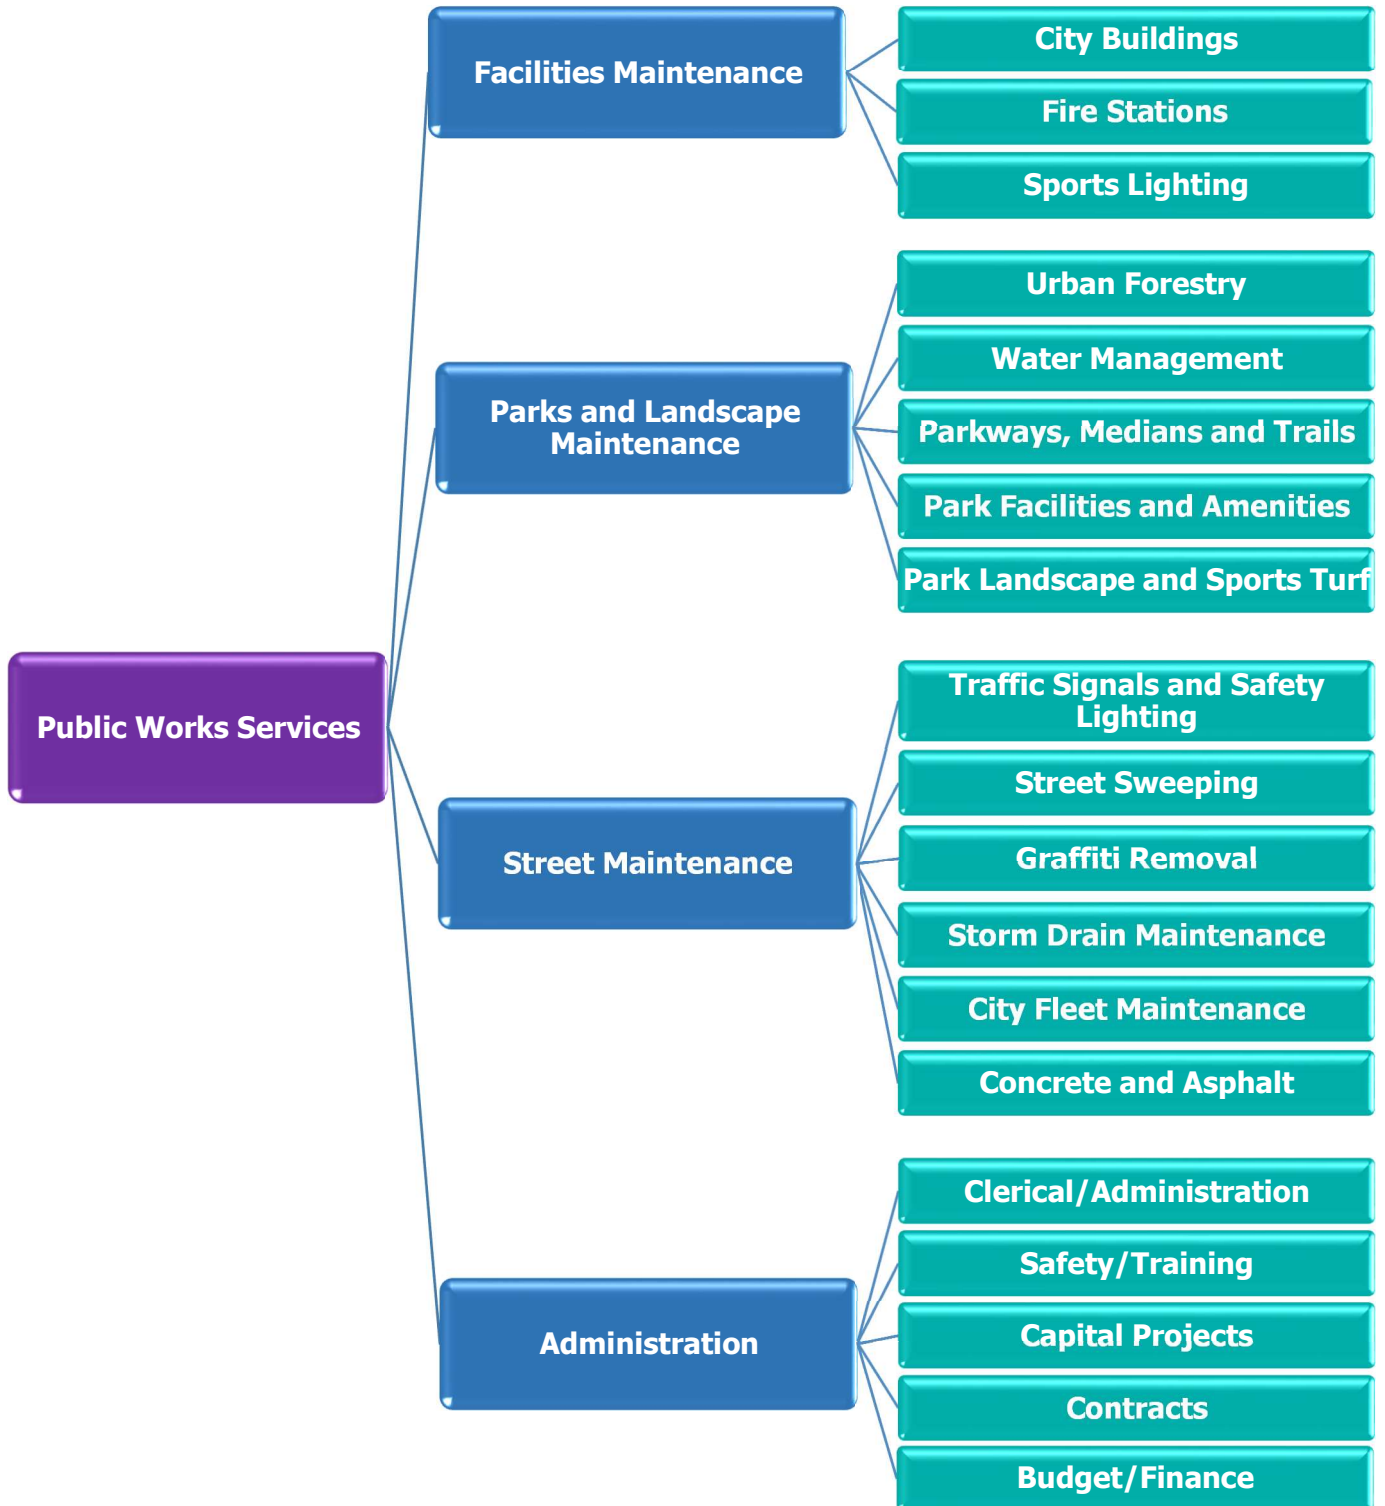 Facilities Maintenance
City Buildings
Fire Stations
Sports Lighting
Parks and Landscape
Maintenance
Urban Forestry
Water Management
Parkways, Medians and Trails
Park Facilities and Amenities
Park Landscape and Sports Turf
Public Works Services
Street Maintenance
Traffic Signals and Safety
Lighting
Street Sweeping
Graffiti Removal
Storm Drain Maintenance
City Fleet Maintenance
Concrete and Asphalt
Administration
Clerical/Administration
Safety/Training
Capital Projects
Contracts
Budget/Finance